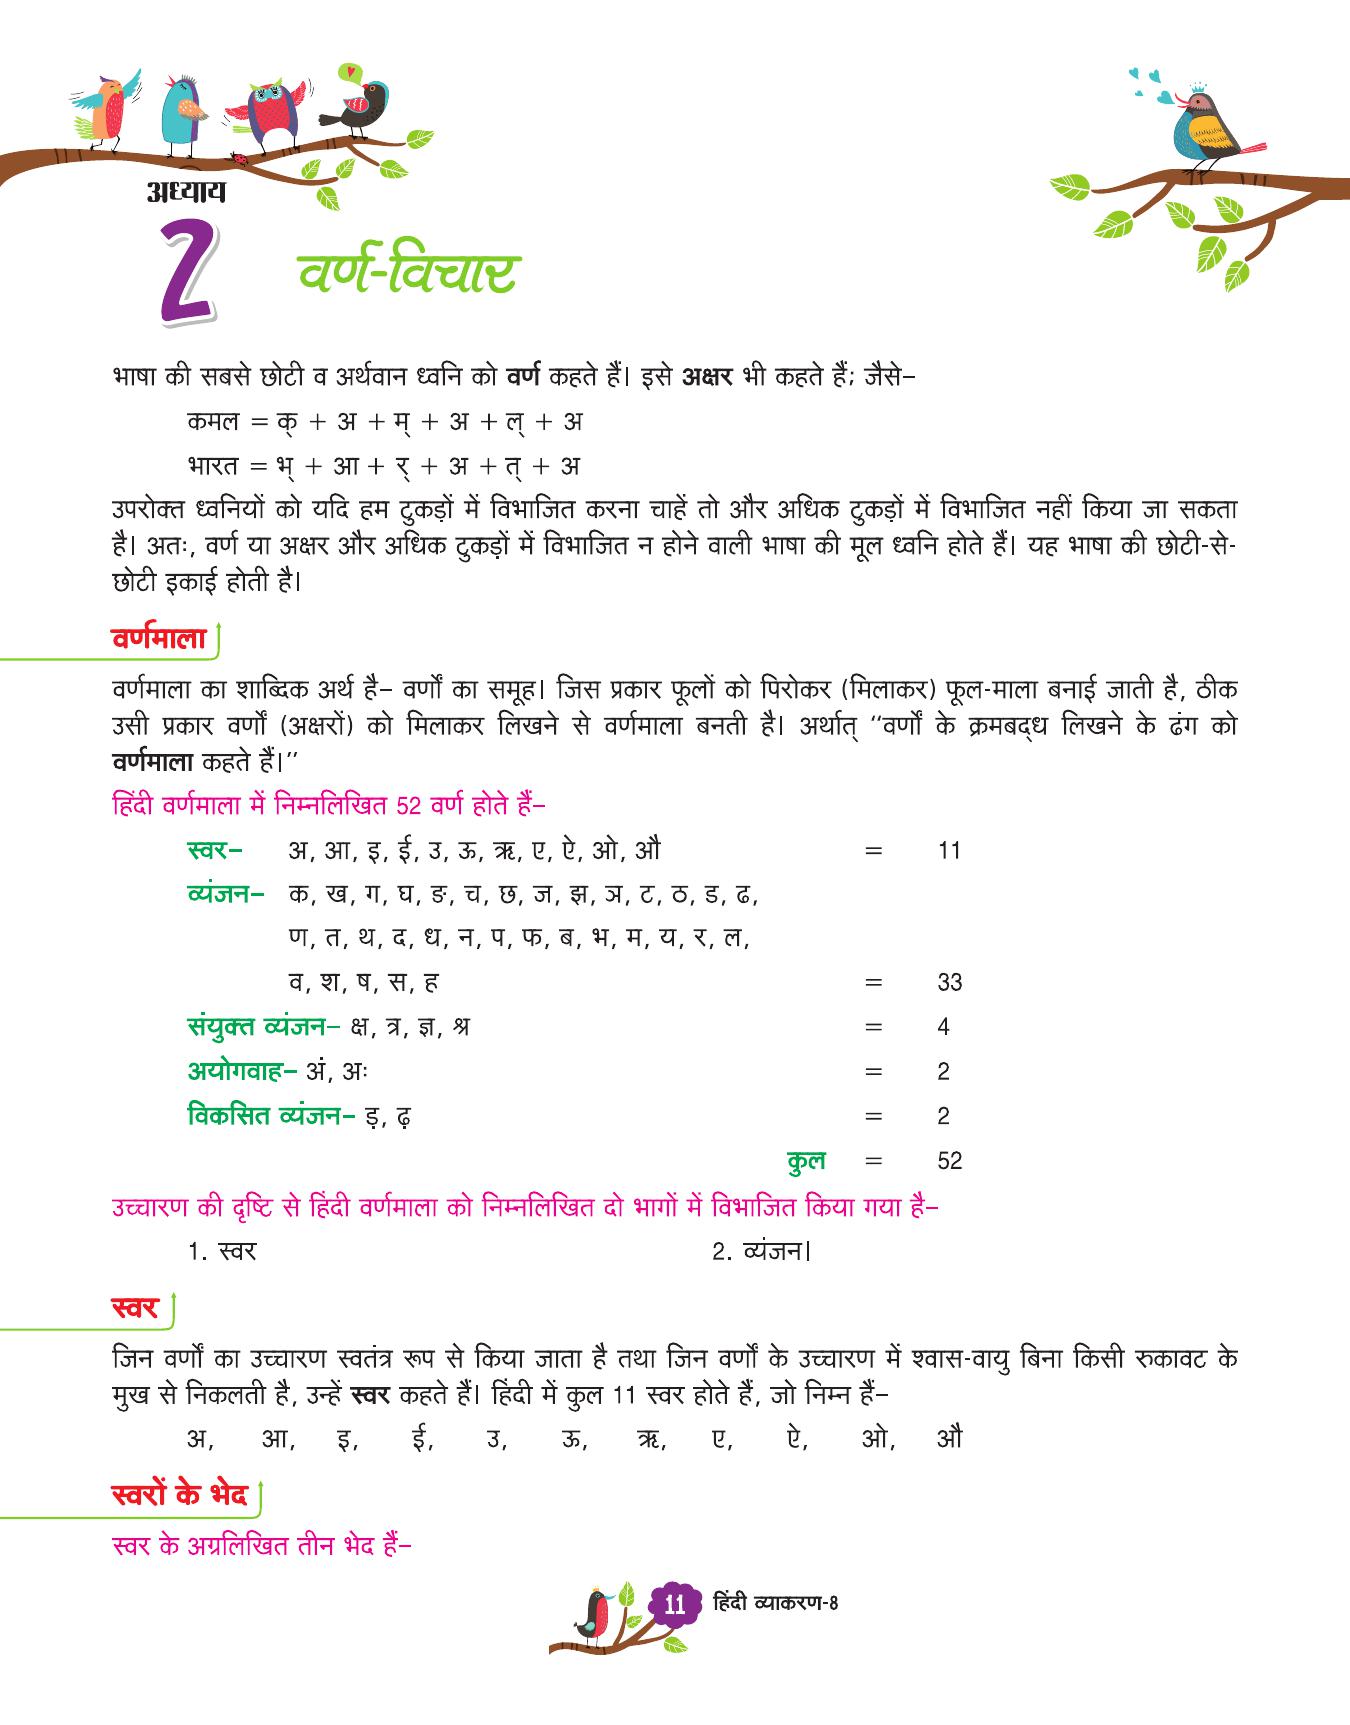 अध्याय
2
वर्ण-विचार
भाषा की सबसे छोटी व अर्थवान ध्वनि को वर्ण कहते हैं। इसे अक्षर भी कहते हैं; जैसे–
कमल = क् + अ + म् + अ + ल् + अ
भारत = भ् + आ + र् + अ + त् + अ
उपरोक्त ध्वनियों को यदि हम टुकड़ों में विभाजित करना चाहें तो और अधिक टुकड़ों में विभाजित नहीं किया जा सकता
है। अतः, वर्ण या अक्षर और अधिक टुकड़ों में विभाजित न होने वाली भाषा की मूल ध्वनि होते हैं। यह भाषा की छोटी-से-
छोटी इकाई होती है।
वर्णमाला
वर्णमाला का शाब्दिक अर्थ है– वर्णों का समूह। जिस प्रकार फूलों को पिरोकर (मिलाकर) फूल-माला बनाई जाती है, ठीक
उसी प्रकार वर्णों (अक्षरों) को मिलाकर लिखने से वर्णमाला बनती है। अर्थात् ‘‘वर्णों के क्रमबद्ध लिखने के ढंग को
वर्णमाला कहते हैं।’’
हिंदी वर्णमाला में निम्नलिखित 52 वर्ण होते हैं–
स्वर– अ, आ, इ, ई, उ, ऊ, ऋ, ए, ऐ, ओ, औ = 11
व्यंजन– क, ख, ग, घ, ङ, च, छ, ज, झ, ञ, ट, ठ, ड, ढ,
ण, त, थ, द, ध, न, प, फ, ब, भ, म, य, र, ल,
व, श, ष, स, ह = 33
संयुक्त व्यंजन– क्ष, त्र, ज्ञ, श्र = 4
अयोगवाह– अं, अः = 2
विकसित व्यंजन– ड़, ढ़ = 2
कुल = 52
उच्चारण की दृष्टि से हिंदी वर्णमाला को निम्नलिखित दो भागों में विभाजित किया गया है–
1. स्वर 2. व्यंजन।
स्वर
जिन वर्णों का उच्चारण स्वतंत्र रूप से किया जाता है तथा जिन वर्णों के उच्चारण में श्वास-वायु बिना किसी रुकावट के
मुख से निकलती है, उन्हें स्वर कहते हैं। हिंदी में कुल 11 स्वर होते हैं, जो निम्न हैं–
अ, आ, इ, ई, उ, ऊ, ऋ, ए, ऐ, ओ, औ
स्वरों के भेद
स्वर के अग्रलिखित तीन भेद हैं–
11 हिंदी व्याकरण-8